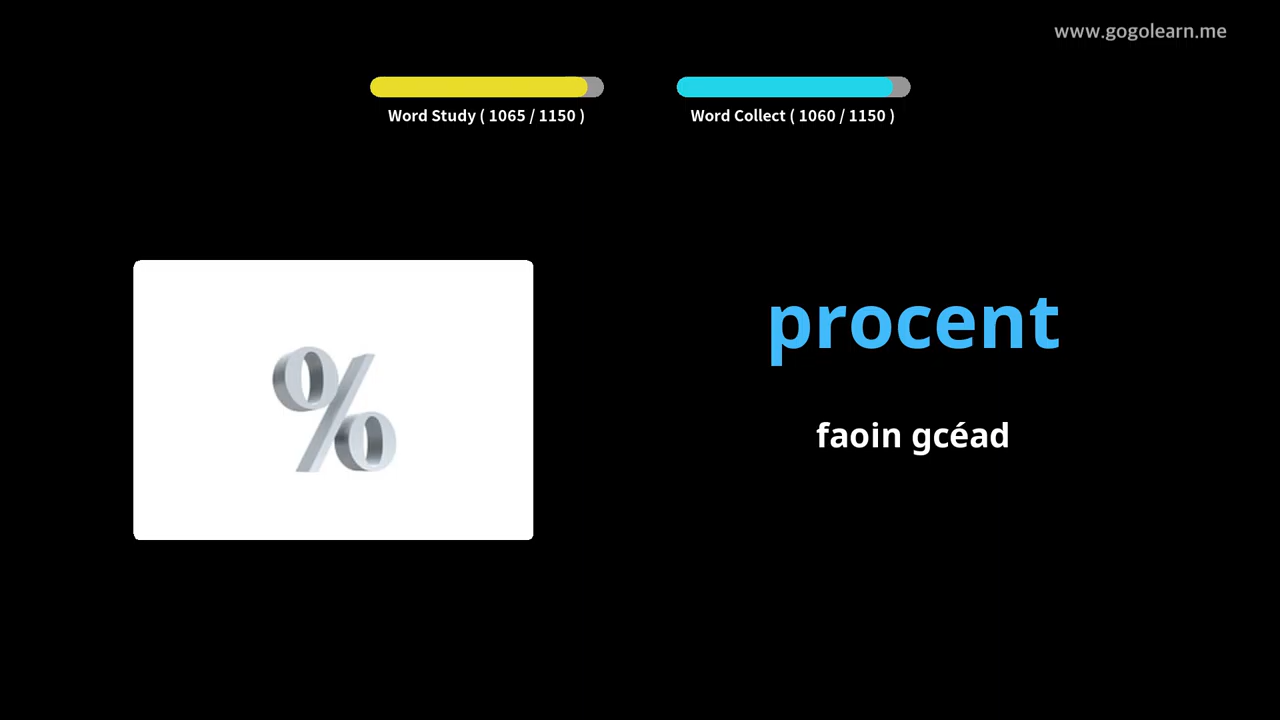 www.gogolearn.me
Word Study ( 1065 / 1150 )
Word Collect ( 1060 / 1150 )
%
procent
faoin gcéad